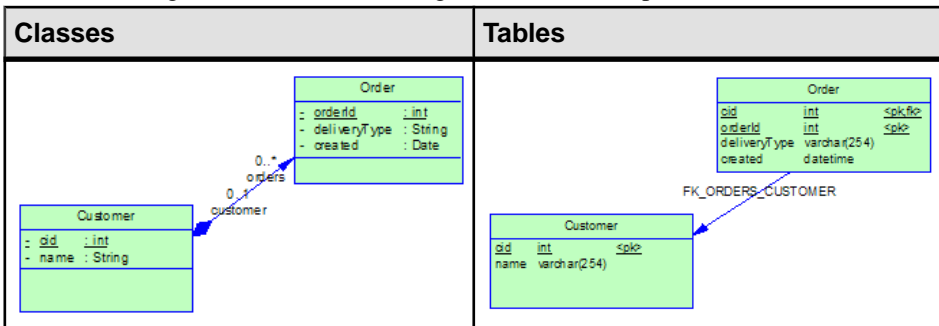 Classes
Tables
Order
- orderId : int
- deliveryType : String
- created : Date
0..*
orders
0..1
customer
Customer
- cid : int
- name : String
Order
cid int <pk,fk>
orderId int <pk>
deliveryType varchar(254)
created datetime
FK_ORDERS_CUSTOMER
Customer
cid int <pk>
name varchar(254)